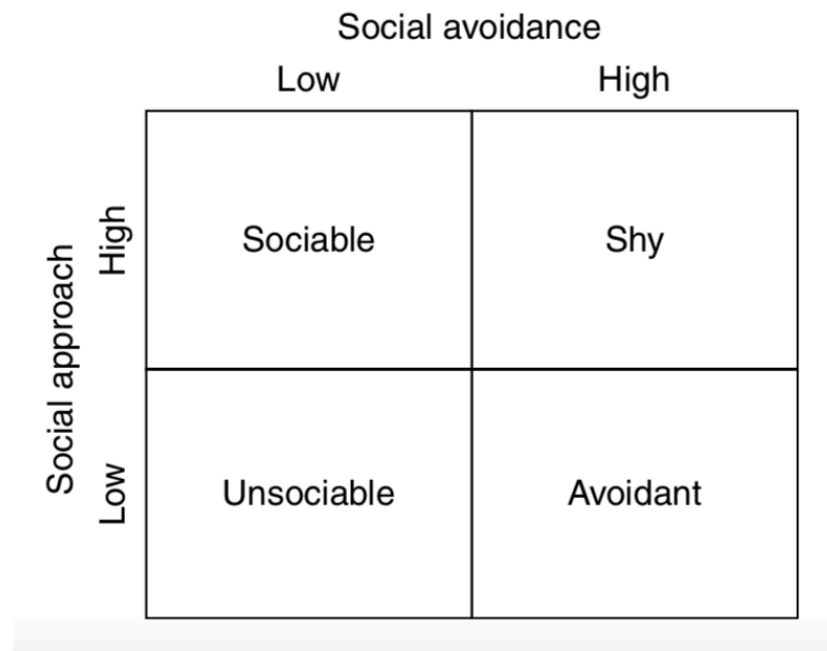 Social avoidance
Low High
Social approach
High
Sociable Shy
Low
Unsociable Avoidant